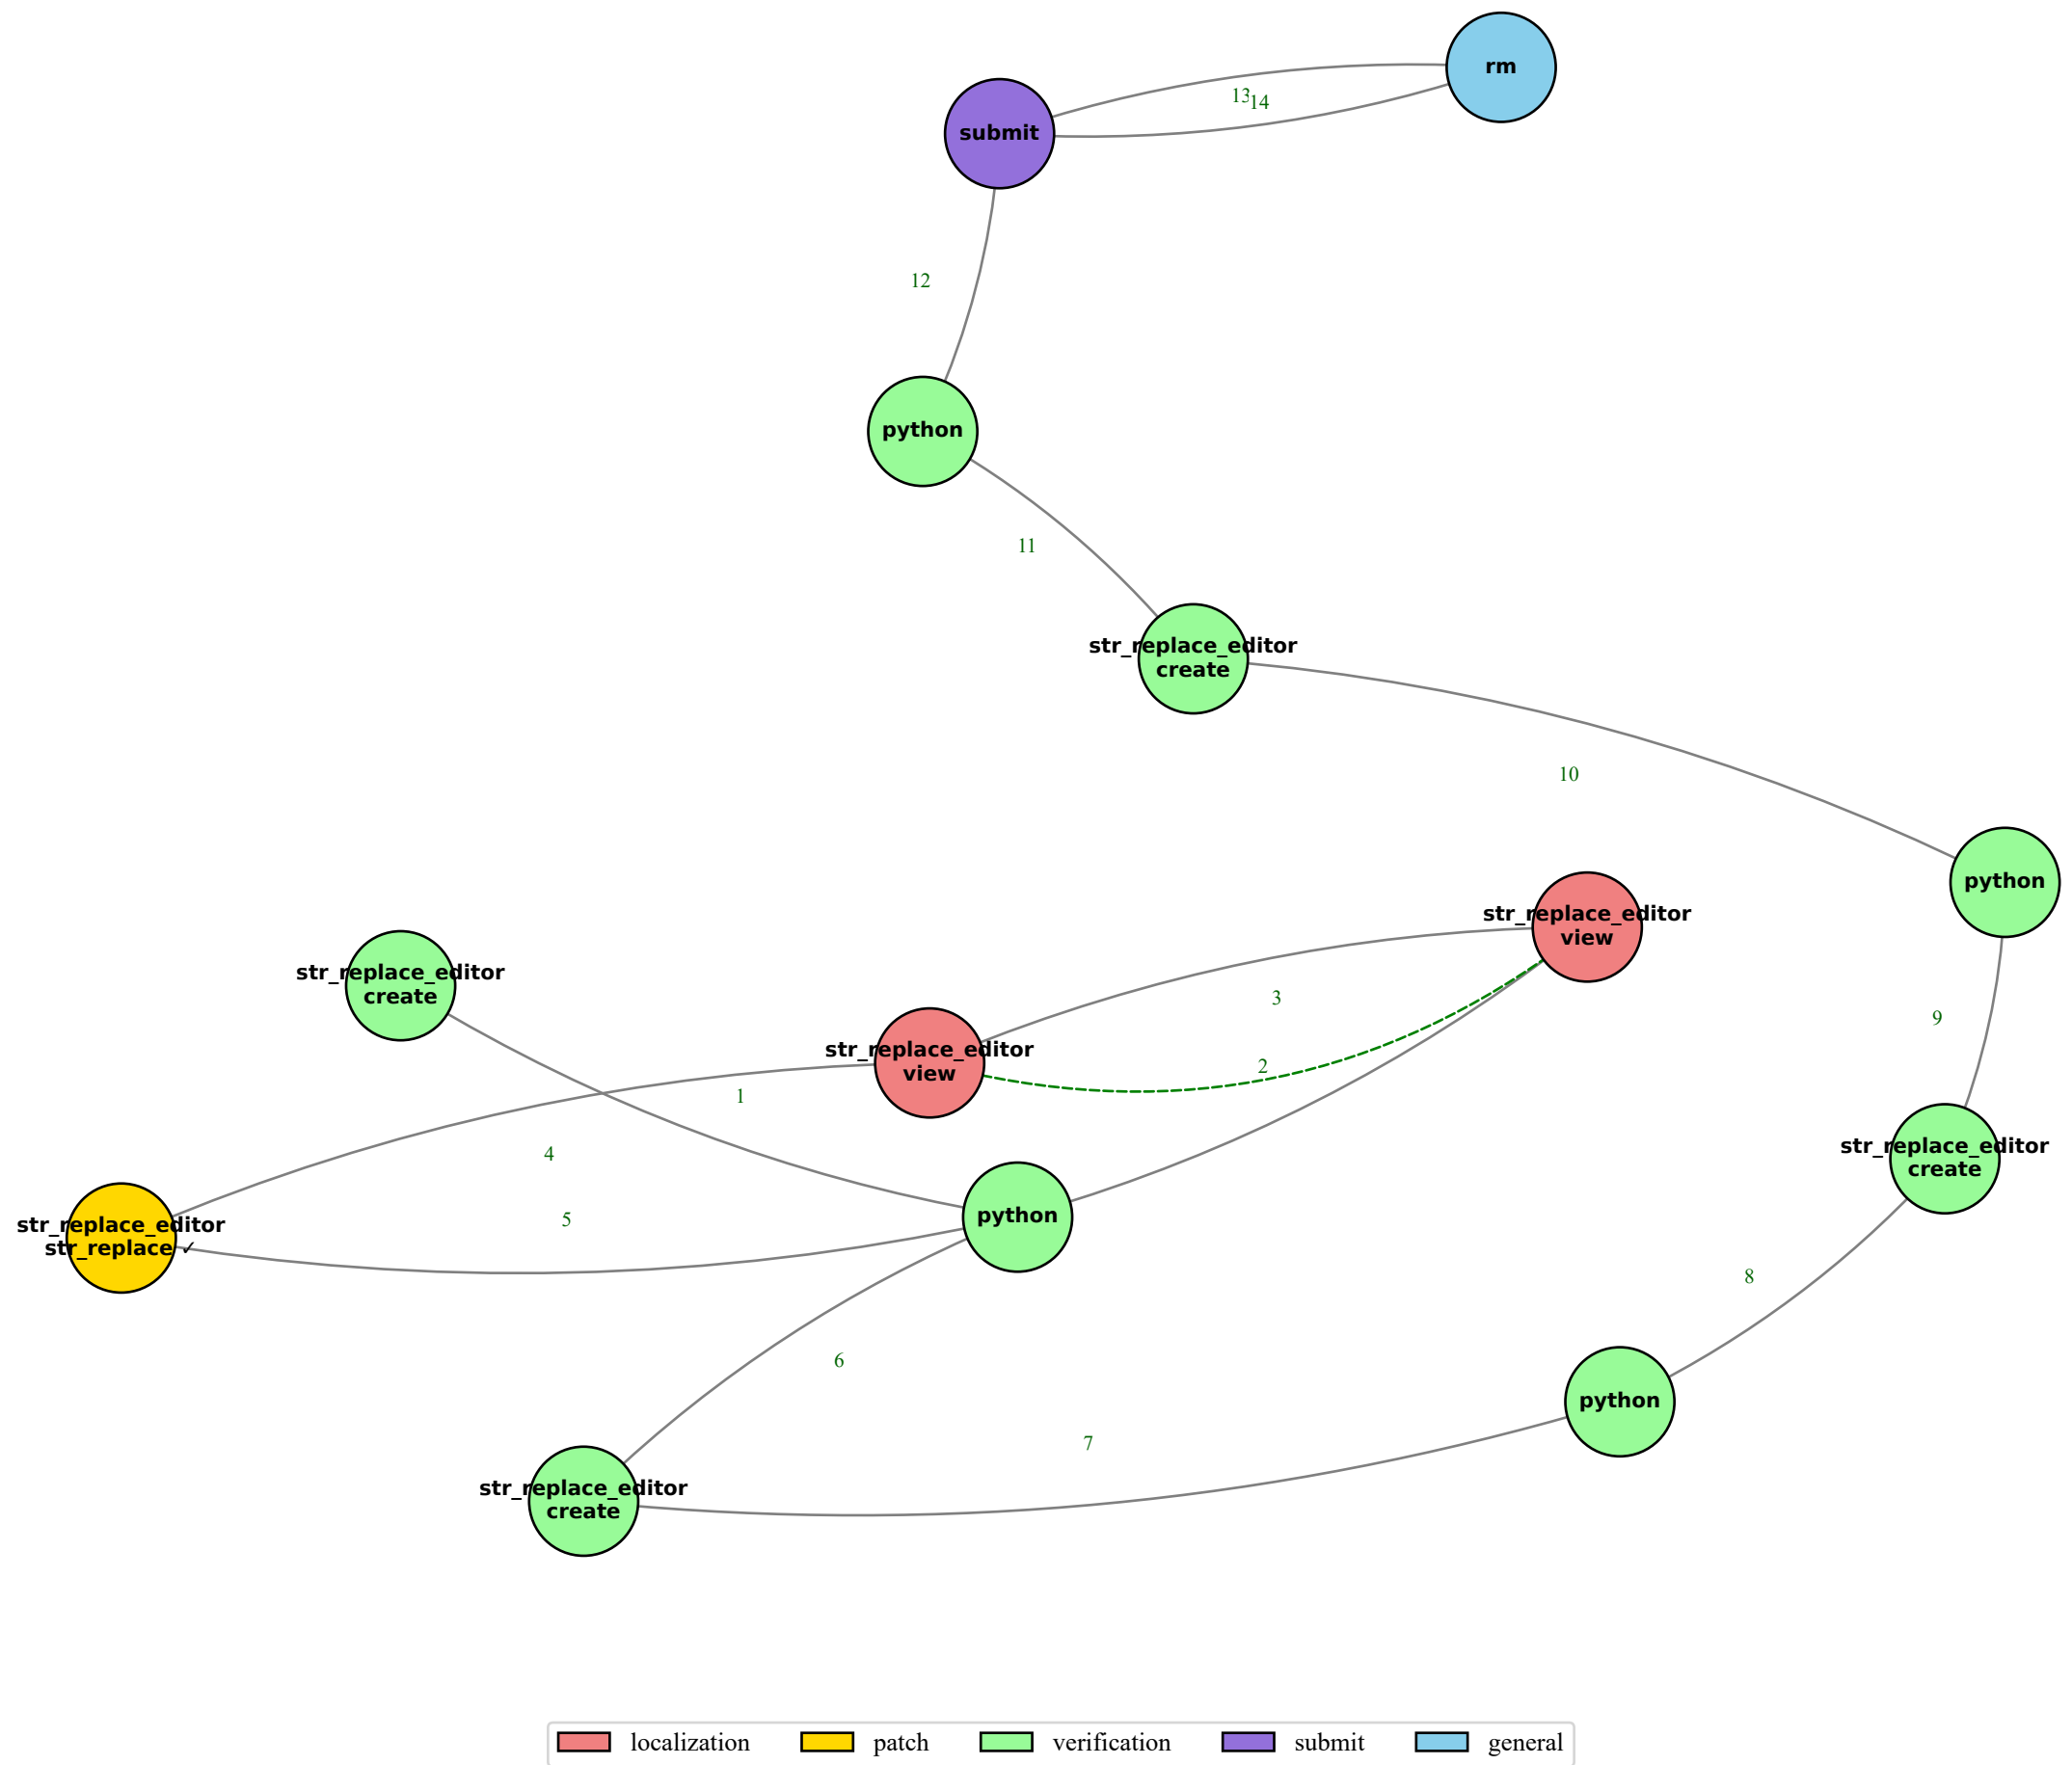 rm
submit
13
14
12
python
11
str_replace_editor
create
10
python
str_replace_editor
view
str_replace_editor
create
3
9
str_replace_editor
view
2
1
str_replace_editor
create
4
python
5
str_replace_editor
str_replace ✓
8
6
python
7
str_replace_editor
create
localization
patch
verification
submit
general